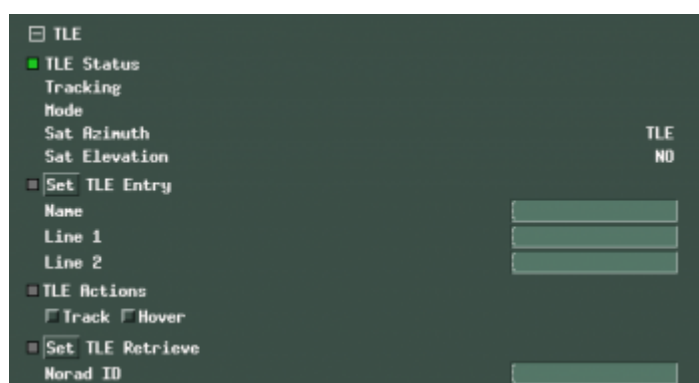 TLE
TLE Status
Tracking
Mode
Sat Azimuth TLE
Sat Elevation NO
Set TLE Entry
Name
Line 1
Line 2
TLE Actions
Track Hover
Set TLE Retrieve
Norad ID